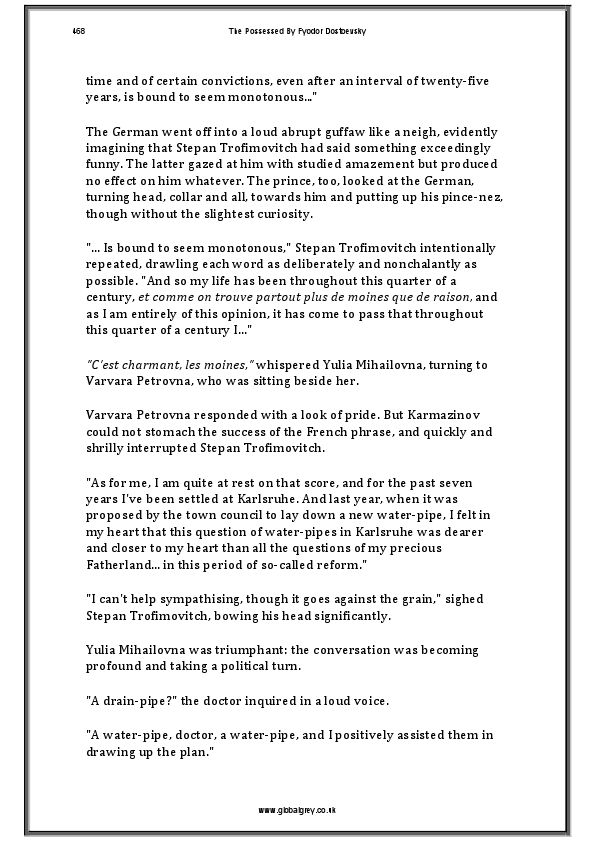 468
The Possessed By Fyodor Dostoevsky
time and of certain convictions, even after an interval of twenty-five
years, is bound to seem monotonous..."
The German went off into a loud abrupt guffaw like a neigh, evidently
imagining that Stepan Trofimovitch had said something exceedingly
funny. The latter gazed at him with studied amazement but produced
no effect on him whatever. The prince, too, looked at the German,
turning head, collar and all, towards him and putting up his pince-nez,
though without the slightest curiosity.
"... Is bound to seem monotonous," Stepan Trofimovitch intentionally
repeated, drawling each word as deliberately and nonchalantly as
possible. "And so my life has been throughout this quarter of a
century, et comme on trouve partout plus de moines que de raison, and
as I am entirely of this opinion, it has come to pass that throughout
this quarter of a century I..."
"C'est charmant, les moines," whispered Yulia Mihailovna, turning to
Varvara Petrovna, who was sitting beside her.
Varvara Petrovna responded with a look of pride. But Karmazinov
could not stomach the success of the French phrase, and quickly and
shrilly interrupted Stepan Trofimovitch.
"As for me, I am quite at rest on that score, and for the past seven
years I've been settled at Karlsruhe. And last year, when it was
proposed by the town council to lay down a new water-pipe, I felt in
my heart that this question of water-pipes in Karlsruhe was dearer
and closer to my heart than all the questions of my precious
Fatherland... in this period of so-called reform."
"I can't help sympathising, though it goes against the grain," sighed
Stepan Trofimovitch, bowing his head significantly.
Yulia Mihailovna was triumphant: the conversation was becoming
profound and taking a political turn.
"A drain-pipe?" the doctor inquired in a loud voice.
"A water-pipe, doctor, a water-pipe, and I positively assisted them in
drawing up the plan."
www.globalgrey.co.uk